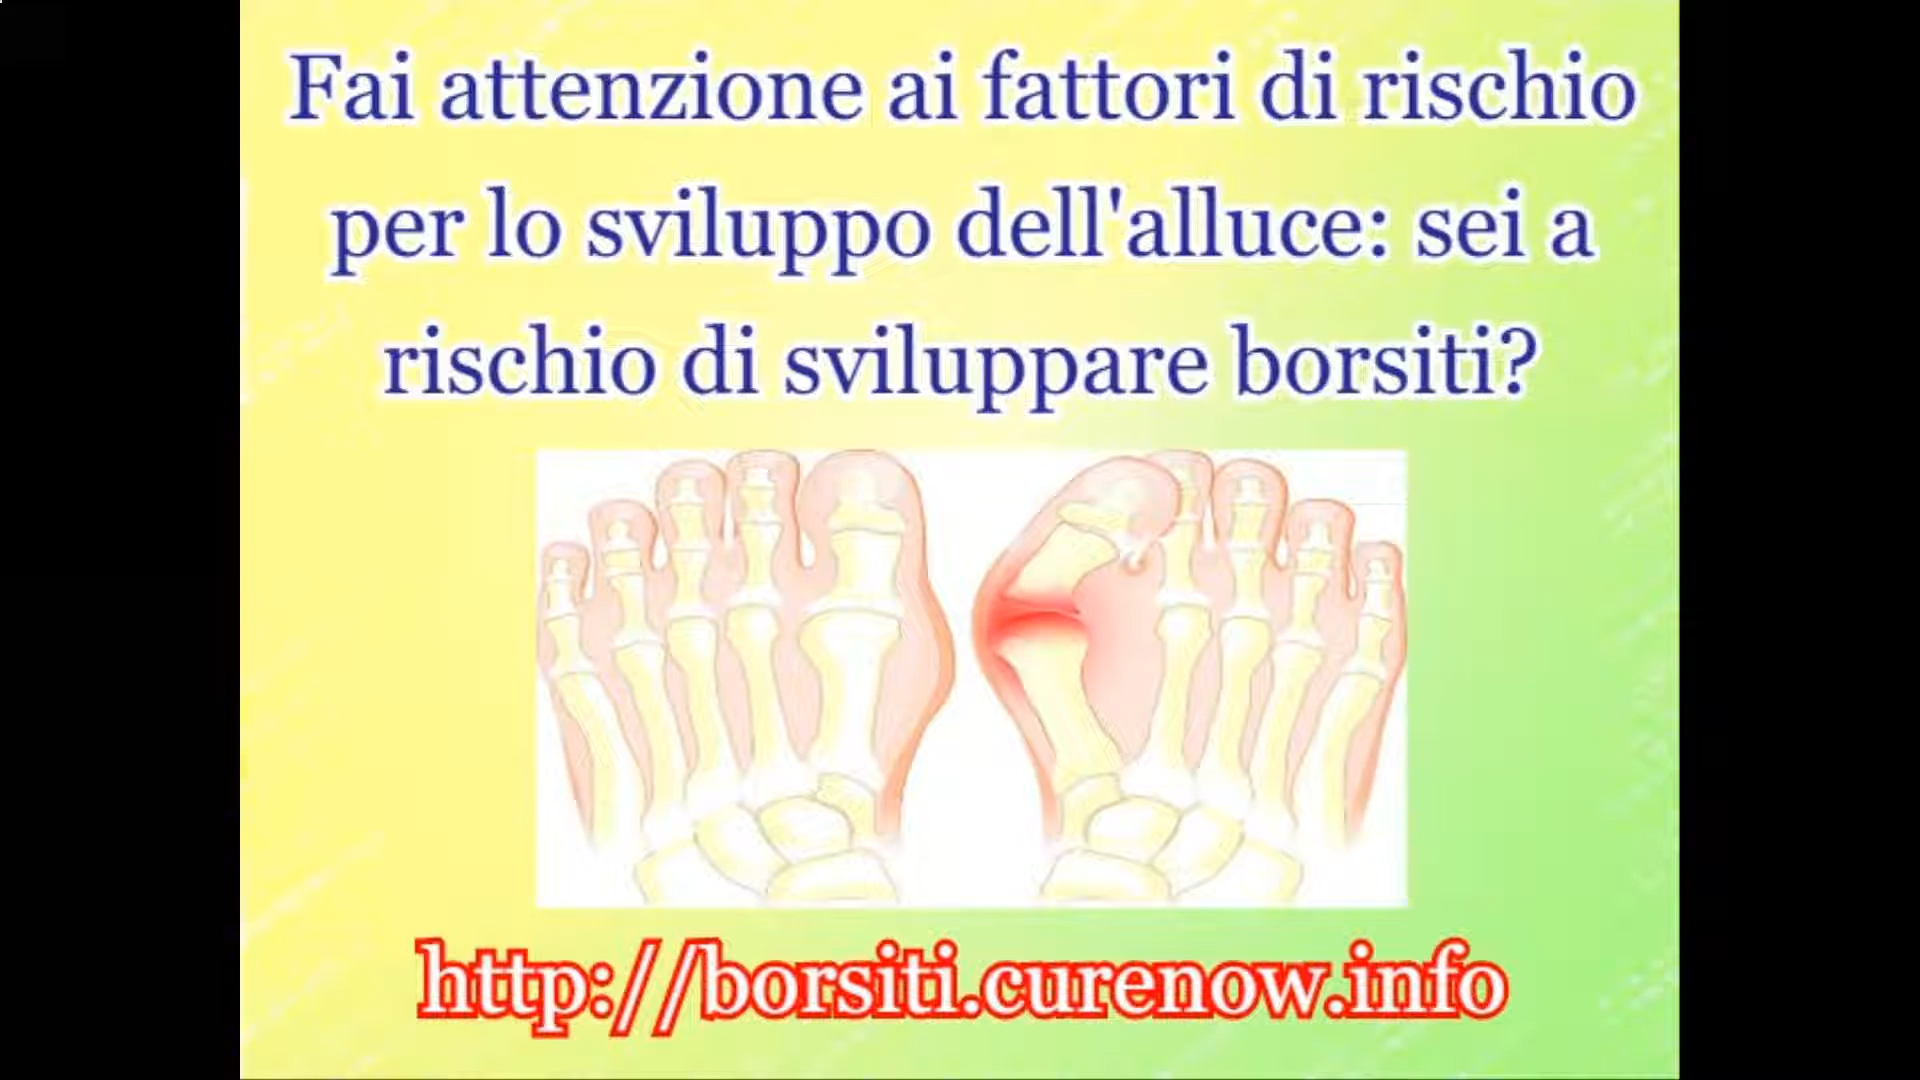 Fai attenzione ai fattori di rischio
per lo sviluppo dell'alluce: sei a
rischio di sviluppare borsiti?
http://borsiti.curenow.info